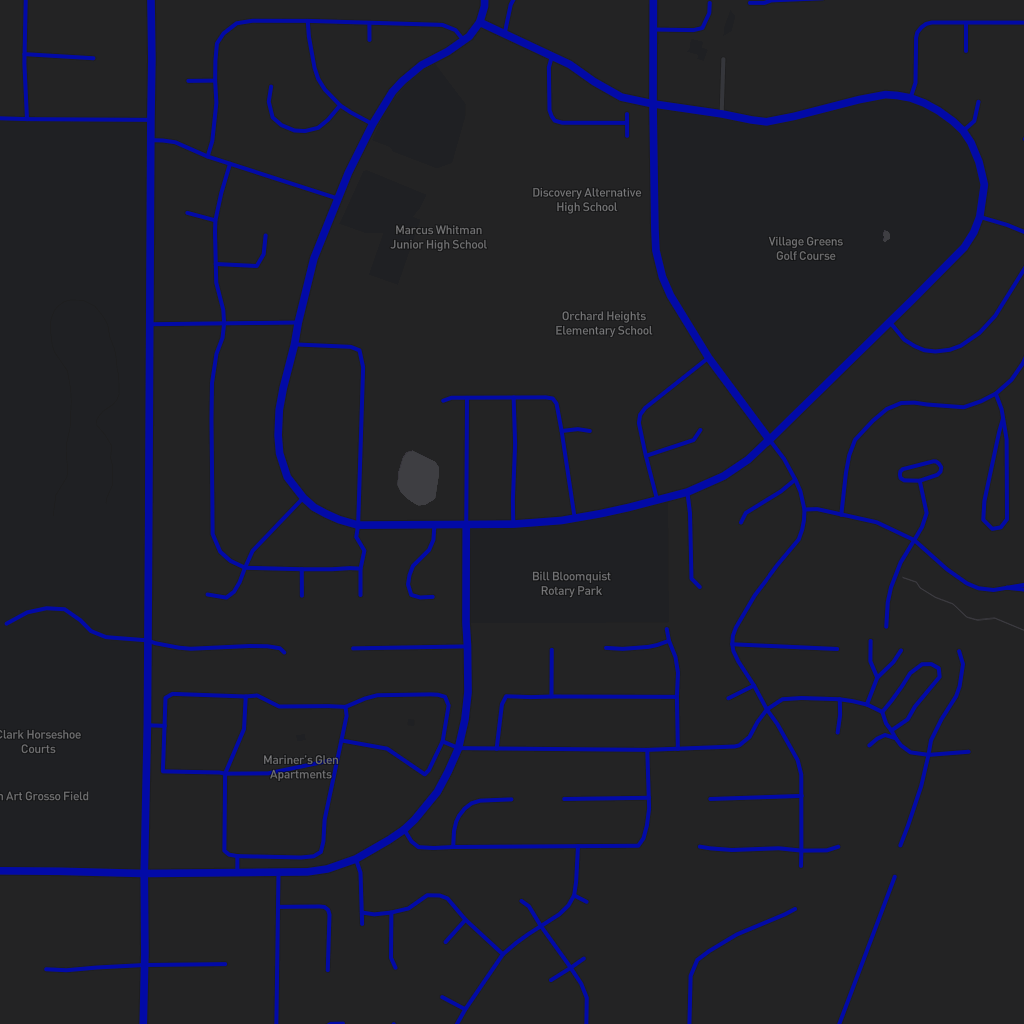 Discovery Alternative
High School
Marcus Whitman
Junior High School
Village Greens
Golf Course
Orchard Heights
Elementary School
Bill Bloomquist
Rotary Park
Clark Horseshoe
Courts
Mariner's Glen
Apartments
Art Grosso Field